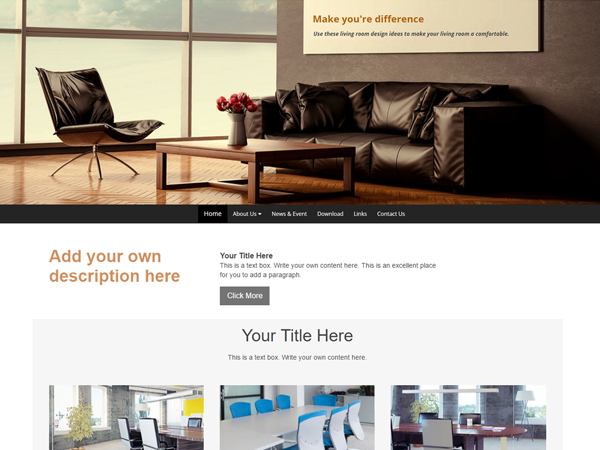 Make you're difference
Use these living room design ideas to make your living room a comfortable.
Home About Us News & Event Download Links Contact Us
Add your own
description here
Your Title Here
This is a text box. Write your own content here. This is an excellent place
for you to add a paragraph.
Click More
Your Title Here
This is a text box. Write your own content here.